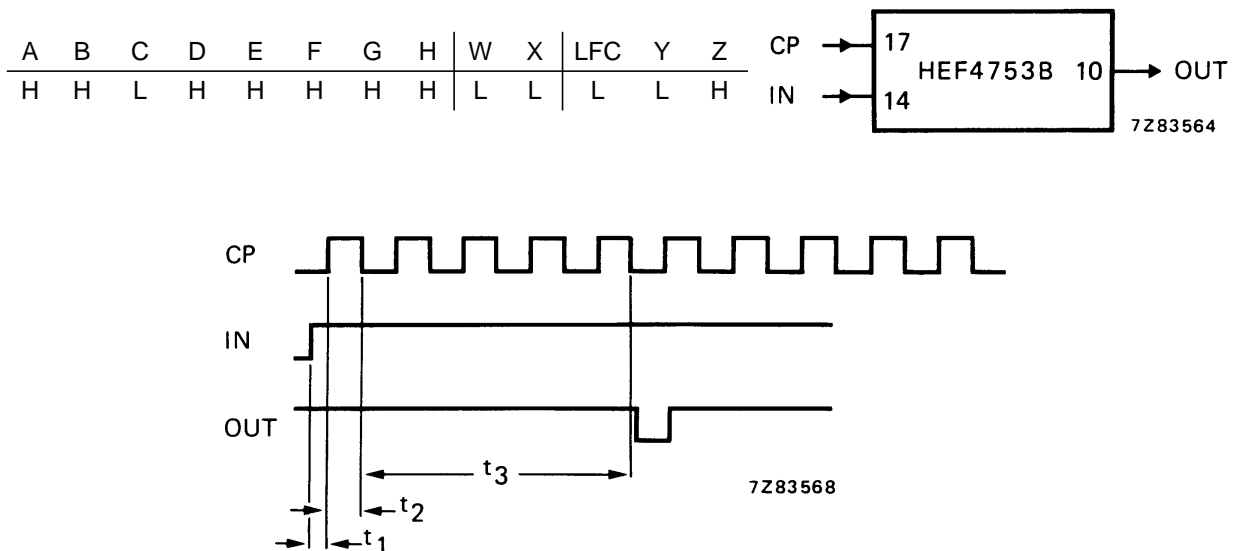 A B C D E F G H W X LFC Y Z
H H L H H H H H L L L L H
CP 17
HEF4753B 10 OUT
IN 14
7Z83564
CP
IN
OUT
t3
7Z83568
t2
t1